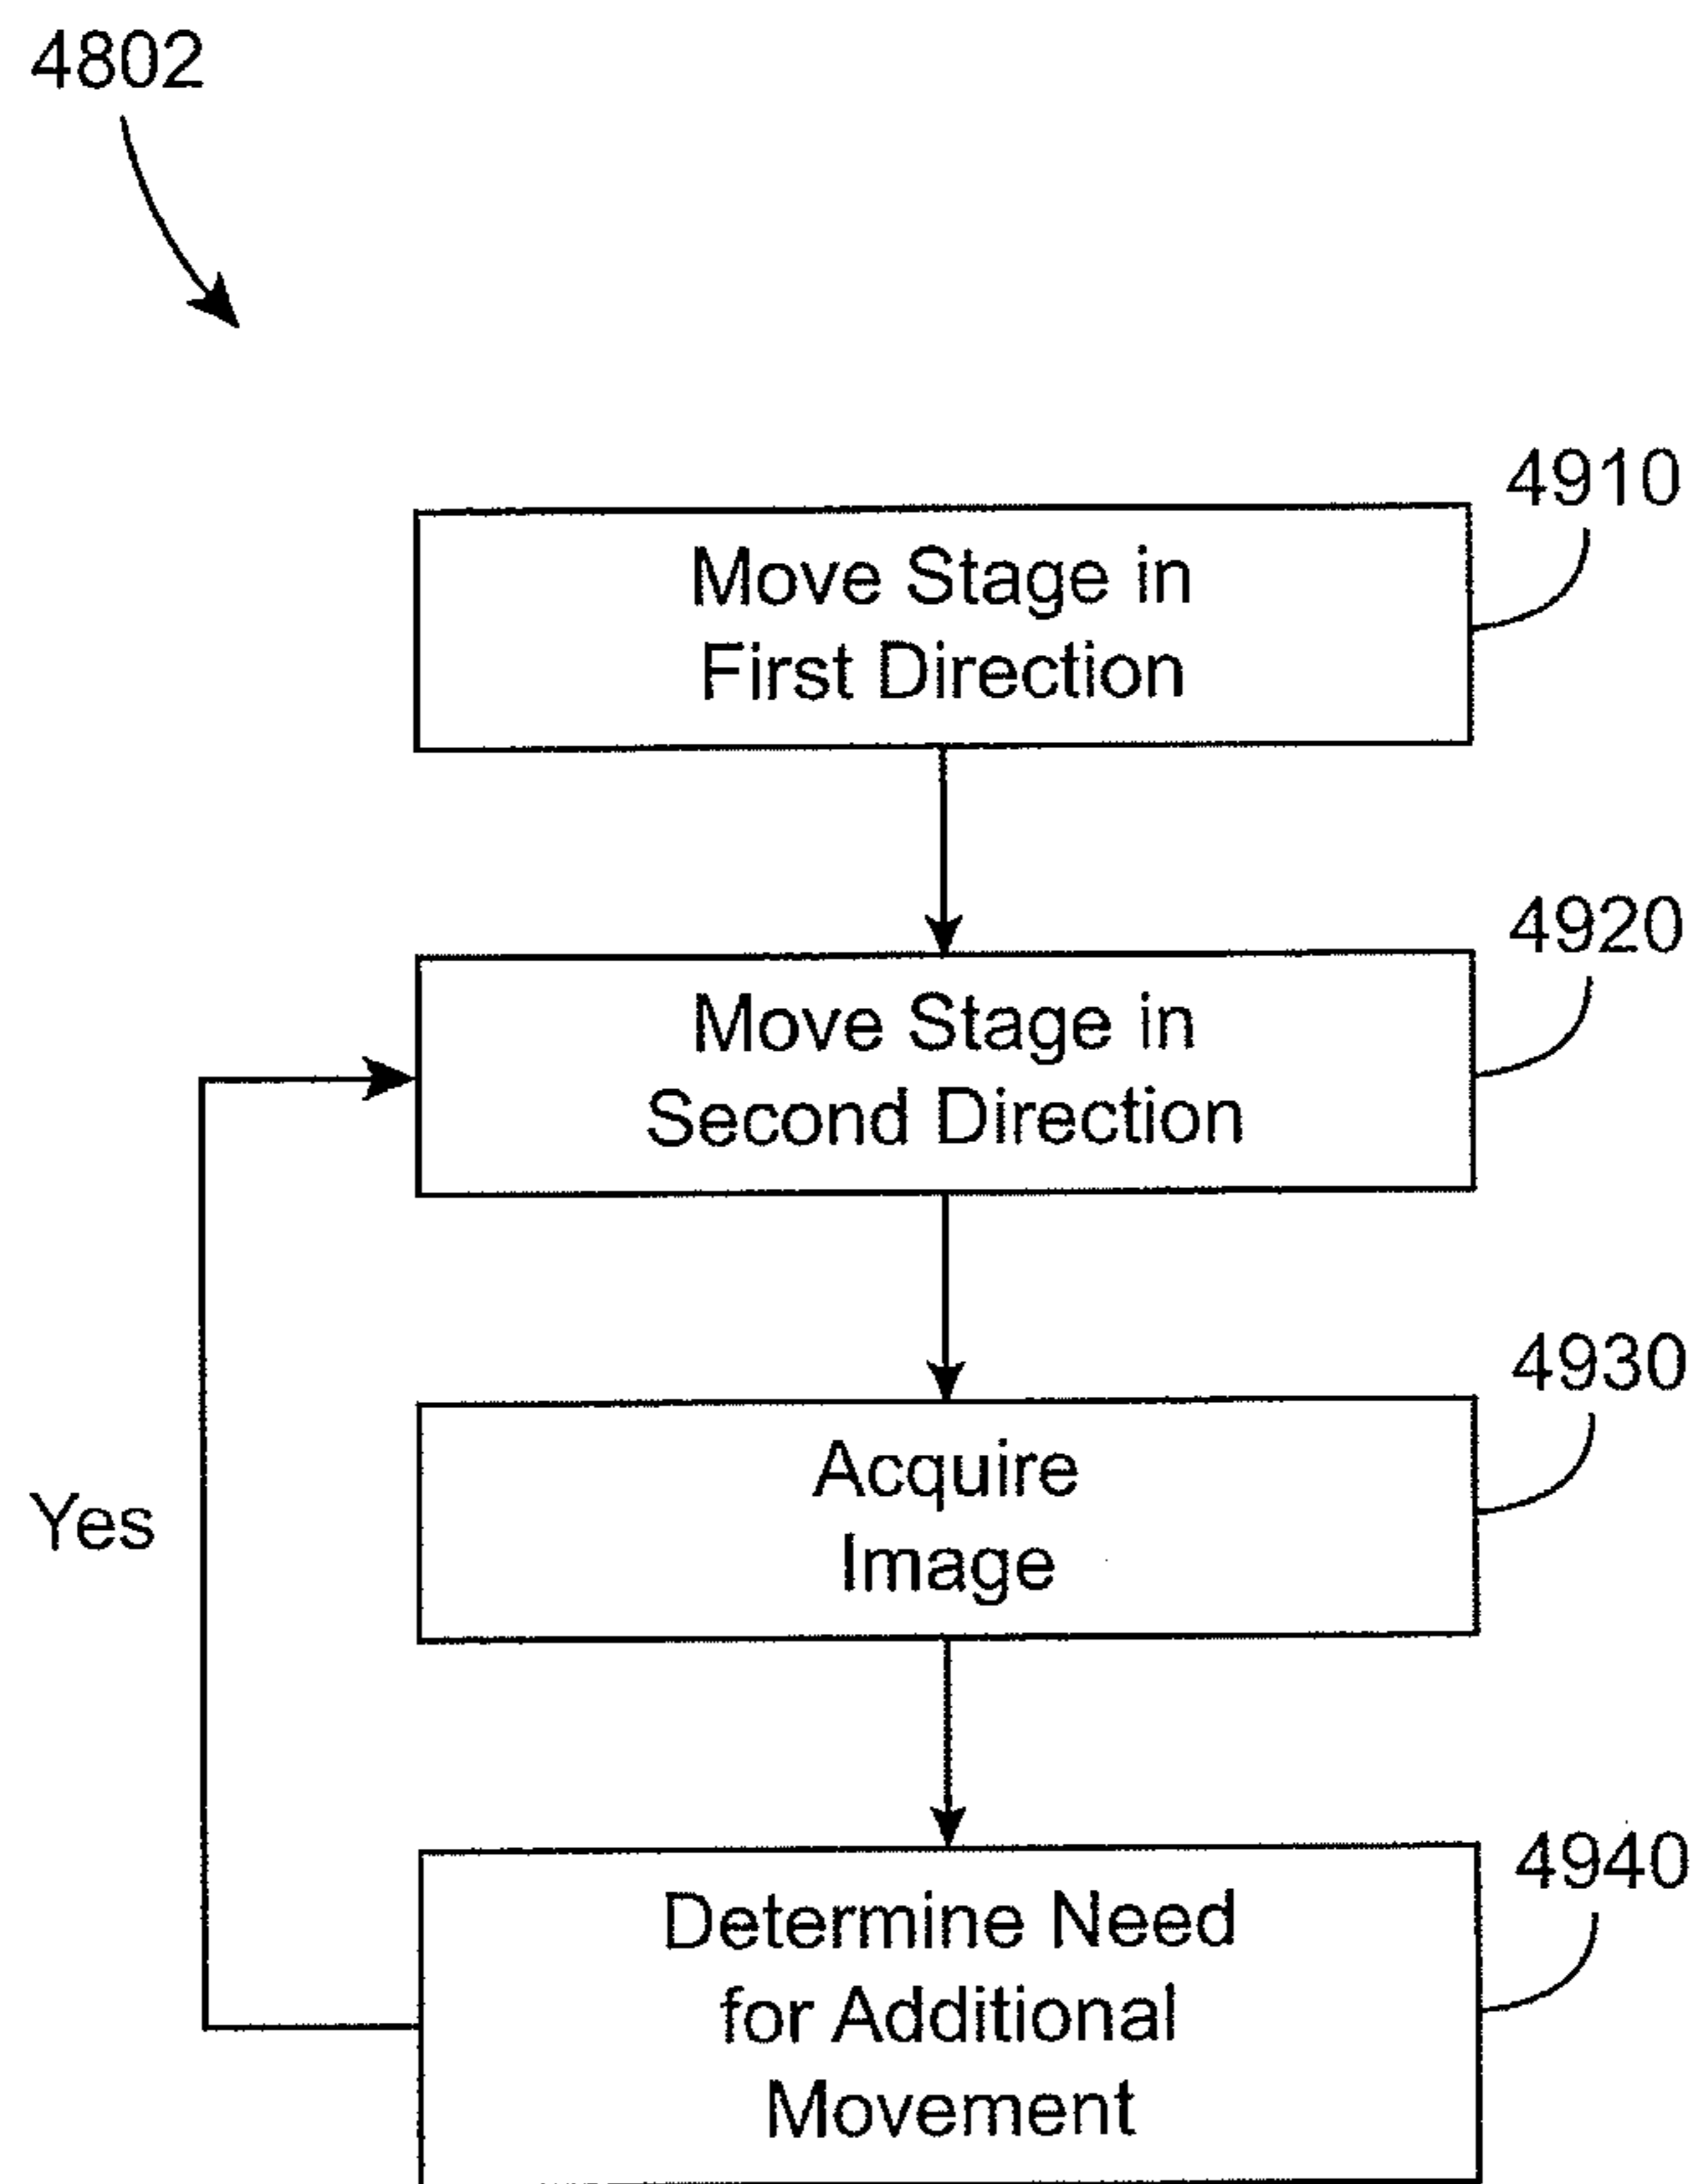 4802
4910
Move Stage in
First Direction
4920
Move Stage in
Second Direction
4930
Acquire
Image
Yes
4940
Determine Need
for Additional
Movement